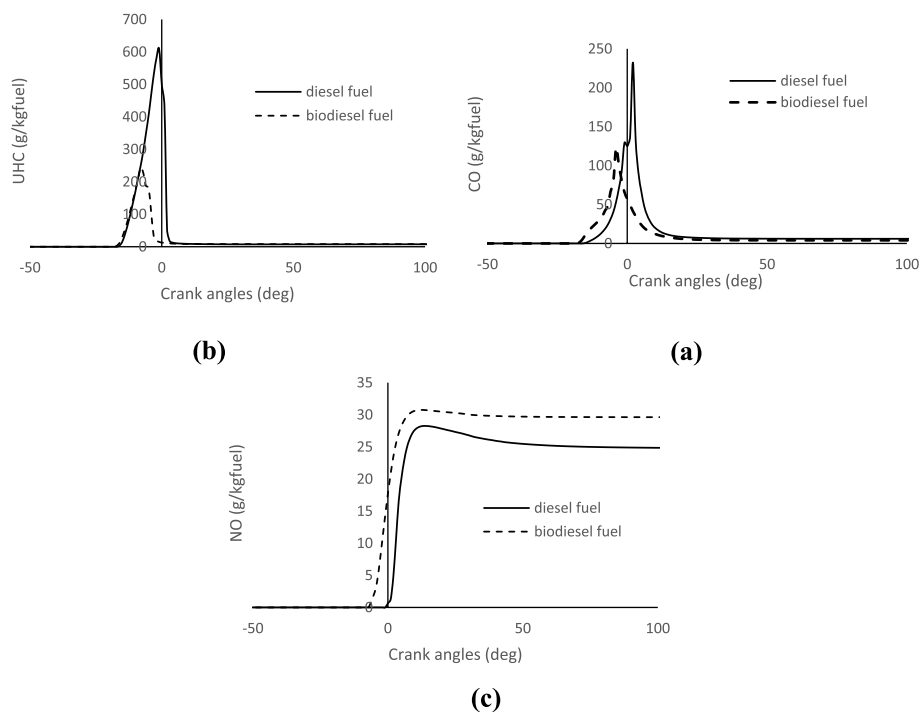 700
600
500
400
300
200
100
0
UHC (g/kgfuel)
diesel fuel
biodiesel fuel
-50
0
50
100
Crank angles (deg)
(b)
250
200
150
100
50
0
CO (g/kgfuel)
diesel fuel
biodiesel fuel
-50
0
50
100
Crank angles (deg)
(a)
35
30
25
20
15
10
5
0
NO (g/kgfuel)
diesel fuel
biodiesel fuel
-50
0
50
100
Crank angles (deg)
(c)